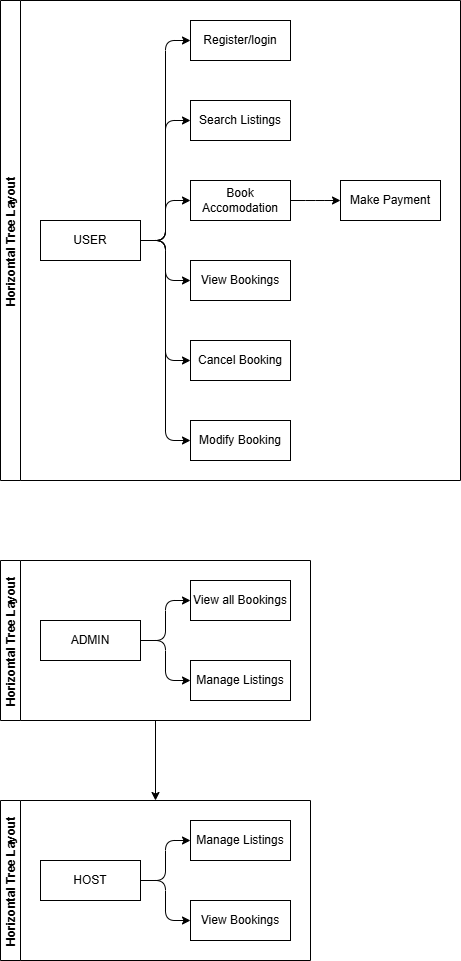 Horizontal Tree Layout
Register/login
Search Listings
Book
Accomodation
Make Payment
USER
View Bookings
Cancel Booking
Modify Booking
Horizontal Tree Layout
View all Bookings
ADMIN
Manage Listings
Horizontal Tree Layout
Manage Listings
HOST
View Bookings